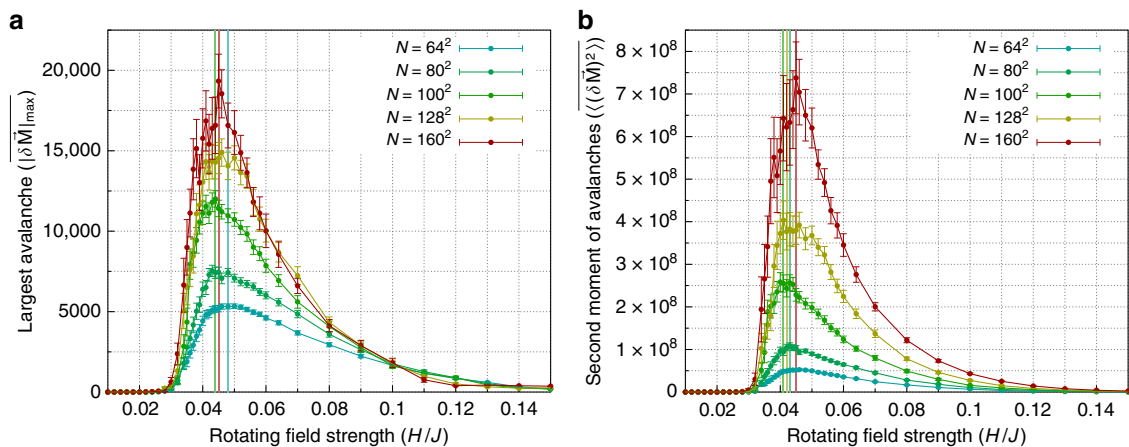 a
Largest avalanche (|δM⃗|max)
20,000
15,000
10,000
5000
0
N = 64²
N = 80²
N = 100²
N = 128²
N = 160²
0.02 0.04 0.06 0.08 0.1 0.12 0.14
Rotating field strength (H/J)
b
Second moment of avalanches (⟨(δM⃗)²⟩)
8 × 10⁸
7 × 10⁸
6 × 10⁸
5 × 10⁸
4 × 10⁸
3 × 10⁸
2 × 10⁸
1 × 10⁸
0
N = 64²
N = 80²
N = 100²
N = 128²
N = 160²
0.02 0.04 0.06 0.08 0.1 0.12 0.14
Rotating field strength (H/J)